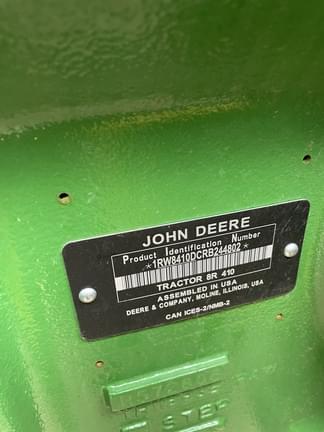 JOHN DEERE
Product Identification Number
*1RW8410DCRB244802*
TRACTOR 8R 410
ASSEMBLED IN USA
DEERE & COMPANY, MOLINE, ILLINOIS, USA
CAN ICES-2/NMB-2
STEP